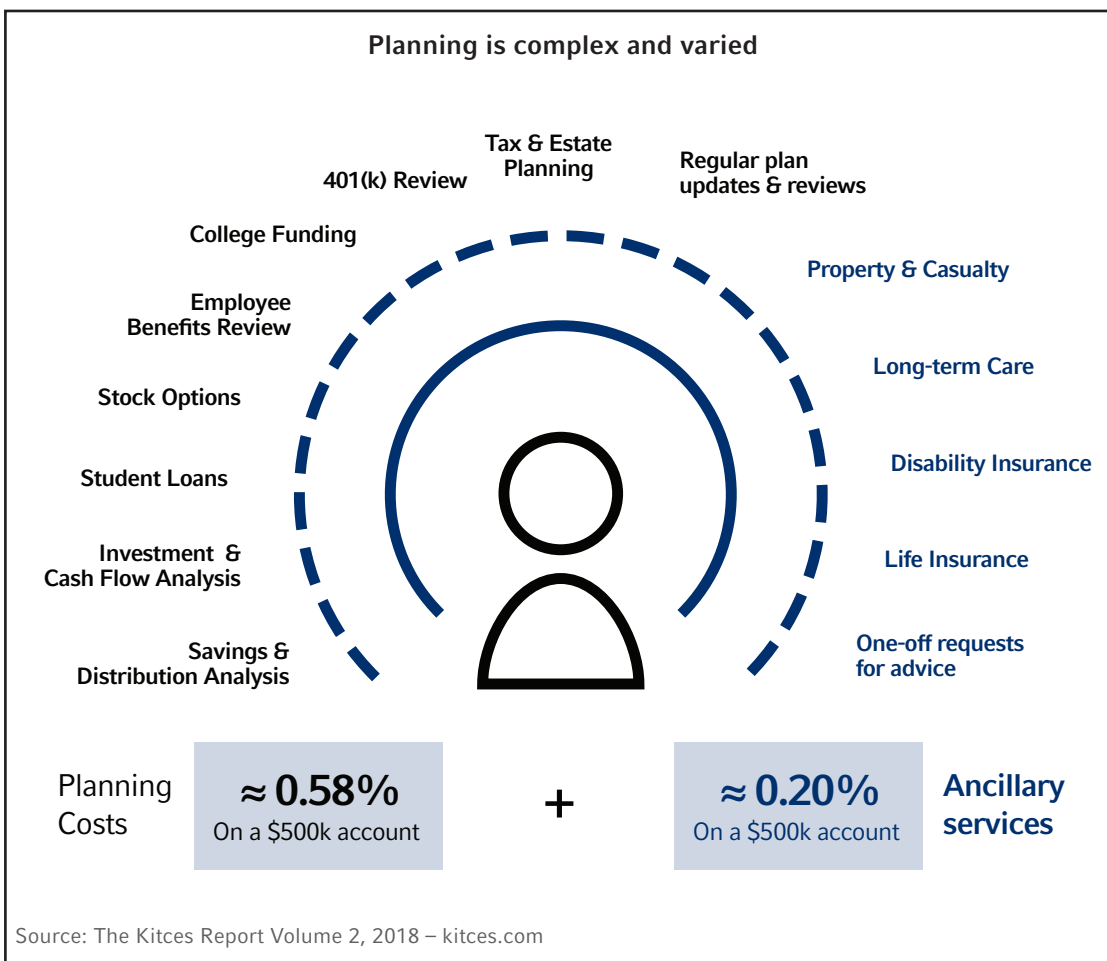 Planning is complex and varied
Tax & Estate
Planning
Regular plan
updates & reviews
401(k) Review
College Funding
Property & Casualty
Employee
Benefits Review
Long-term Care
Stock Options
Disability Insurance
Student Loans
Investment & 
Cash Flow Analysis
Life Insurance
Savings &
Distribution Analysis
One-off requests
for advice
Planning
Costs
≈ 0.58%
On a $500k account
+
≈ 0.20%
On a $500k account
Ancillary
services
Source: The Kitces Report Volume 2, 2018 – kitces.com